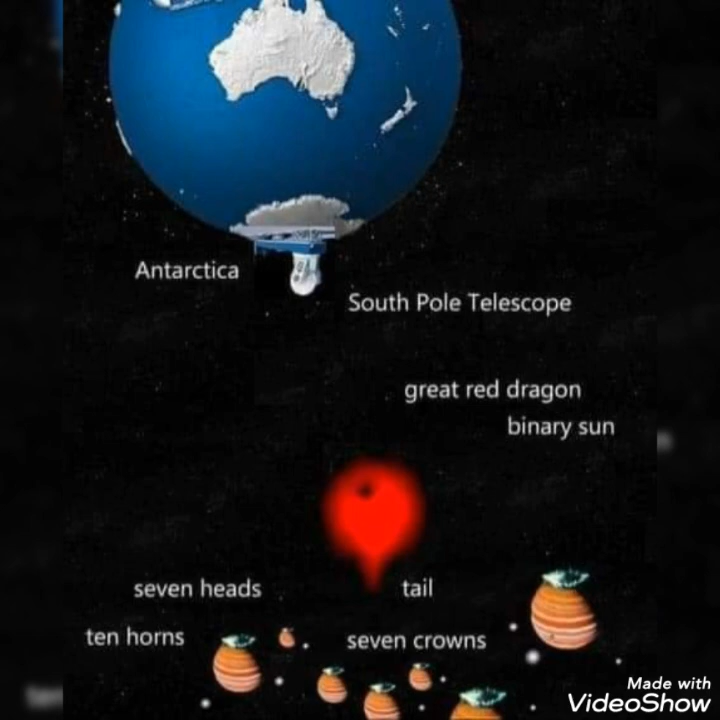 Antarctica
South Pole Telescope
great red dragon
binary sun
seven heads
tail
ten horns
seven crowns
Made with
VideoShow